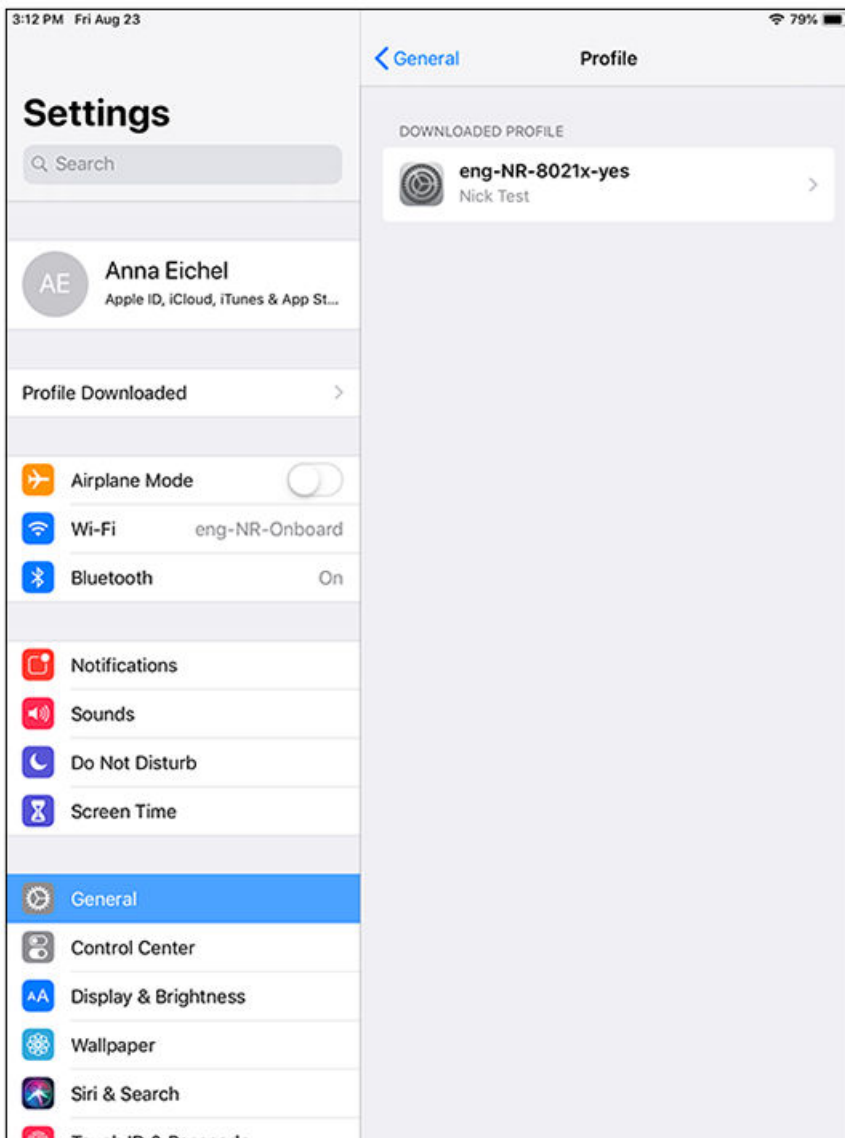 3:12 PM Fri Aug 23
79%
General
Profile
Settings
Search
DOWNLOADED PROFILE
eng-NR-8021x-yes
Nick Test
AE
Anna Eichel
Apple ID, iCloud, iTunes & App St...
Profile Downloaded
Airplane Mode
Wi-Fi eng-NR-Onboard
Bluetooth On
Notifications
Sounds
Do Not Disturb
Screen Time
General
Control Center
AA
Display & Brightness
Wallpaper
Siri & Search